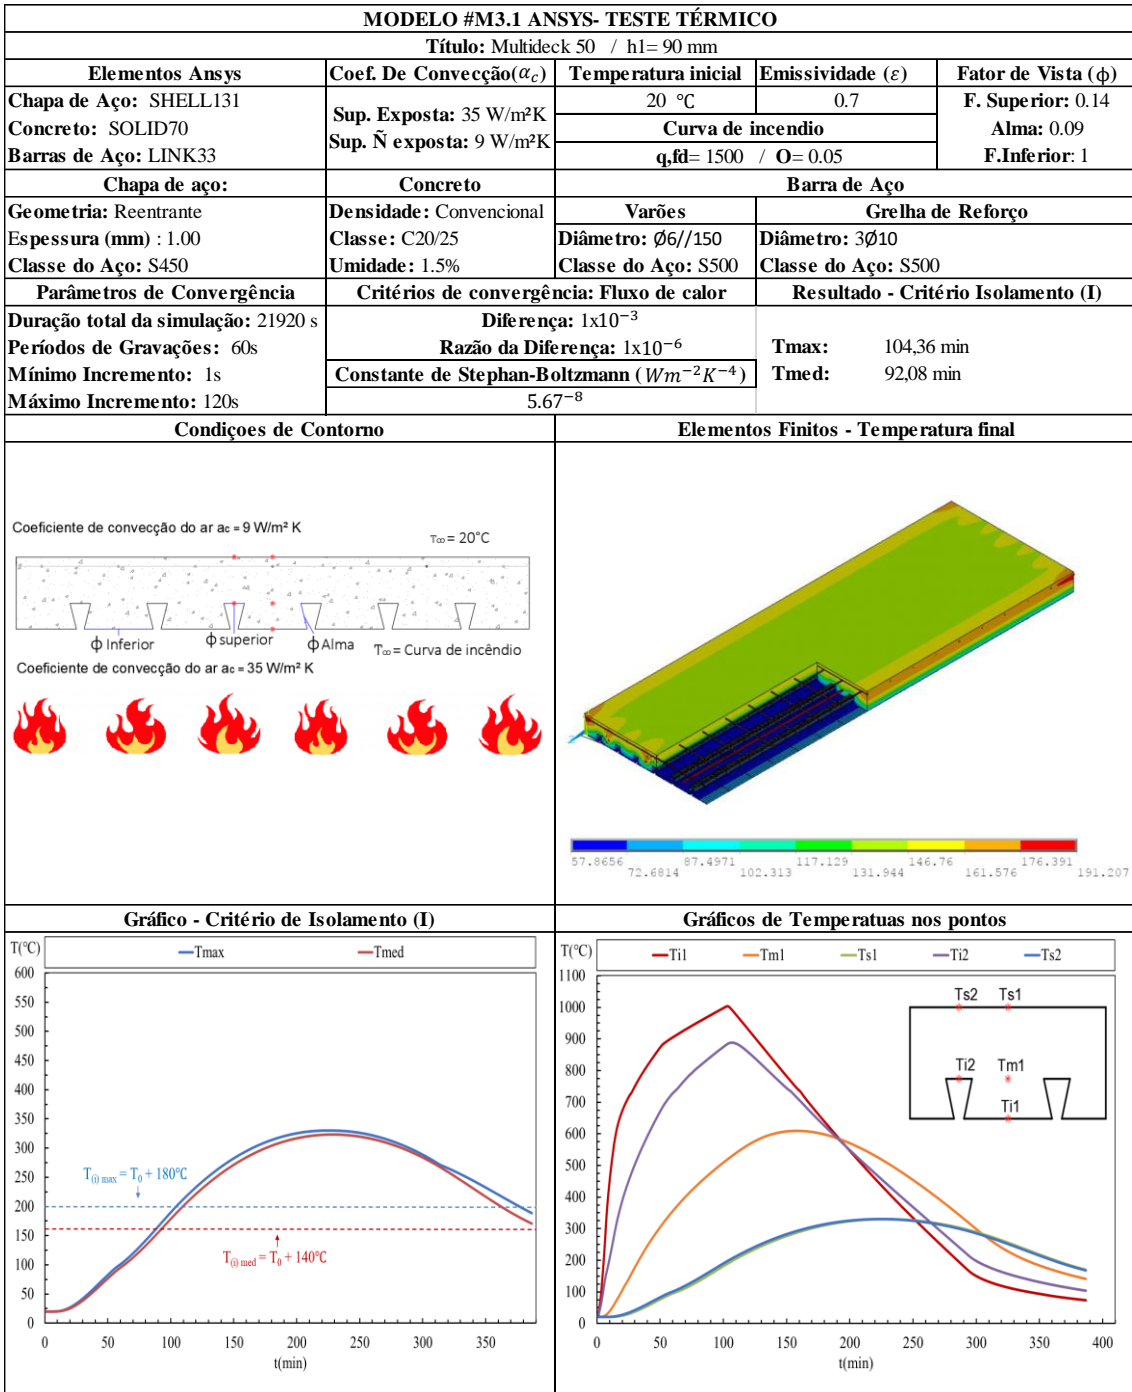 MODELO #M3.1 ANSYS- TESTE TÉRMICO
Título: Multideck 50 / h1= 90 mm
Elementos Ansys
Chapa de Aço: SHELL131
Concreto: SOLID70
Barras de Aço: LINK33
Coef. De Convecção(α_c)
Sup. Exposta: 35 W/m²K
Sup. Ñ exposta: 9 W/m²K
Temperatura inicial
20 °C
Emissividade (ε)
0.7
Curva de incendio
q,fd= 1500 / O= 0.05
Fator de Vista (ϕ)
F. Superior: 0.14
Alma: 0.09
F.Inferior: 1
Chapa de aço:
Geometria: Reentrante
Espessura (mm) : 1.00
Classe do Aço: S450
Concreto
Densidade: Convencional
Classe: C20/25
Umidade: 1.5%
Barra de Aço
Varões
Diâmetro: Ø6//150
Classe do Aço: S500
Grelha de Reforço
Diâmetro: 3Ø10
Classe do Aço: S500
Parâmetros de Convergência
Duração total da simulação: 21920 s
Períodos de Gravações: 60s
Mínimo Incremento: 1s
Máximo Incremento: 120s
Critérios de convergência: Fluxo de calor
Diferença: 1x10⁻³
Razão da Diferença: 1x10⁻⁶
Constante de Stephan-Boltzmann ( Wm⁻²K⁻⁴)
5.67⁻⁸
Resultado - Critério Isolamento (I)
Tmax: 104,36 min
Tmed: 92,08 min
Condiçoes de Contorno
Coeficiente de convecção do ar ac = 9 W/m² K
T∞ = 20°C
ϕ Inferior
ϕ superior
ϕ Alma
T∞ = Curva de incêndio
Coeficiente de convecção do ar ac = 35 W/m² K
Elementos Finitos - Temperatura final
57.8656
72.6814
87.4971
102.313
117.129
131.944
146.76
161.576
176.391
191.207
Gráfico - Critério de Isolamento (I)
T(°C)
Tmax
Tmed
600
550
500
450
400
350
300
250
200
150
100
50
0
T(i) max = T0 + 180°C
T(i) med = T0 + 140°C
0 50 100 150 200 250 300 350
t(min)
Gráficos de Temperatuas nos pontos
T(°C)
Ti1
Tm1
Ts1
Ti2
Ts2
1100
1000
900
800
700
600
500
400
300
200
100
0
Ts2 Ts1
Ti2 Tm1
Ti1
0 50 100 150 200 250 300 350 400
t(min)